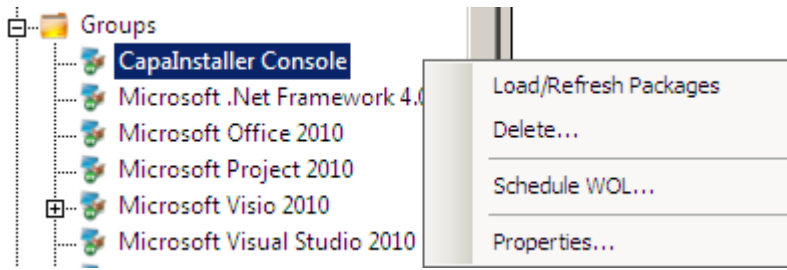 Groups
CapaInstaller Console
Microsoft .Net Framework 4.0
Microsoft Office 2010
Microsoft Project 2010
Microsoft Visio 2010
Microsoft Visual Studio 2010
Load/Refresh Packages
Delete...
Schedule WOL...
Properties...